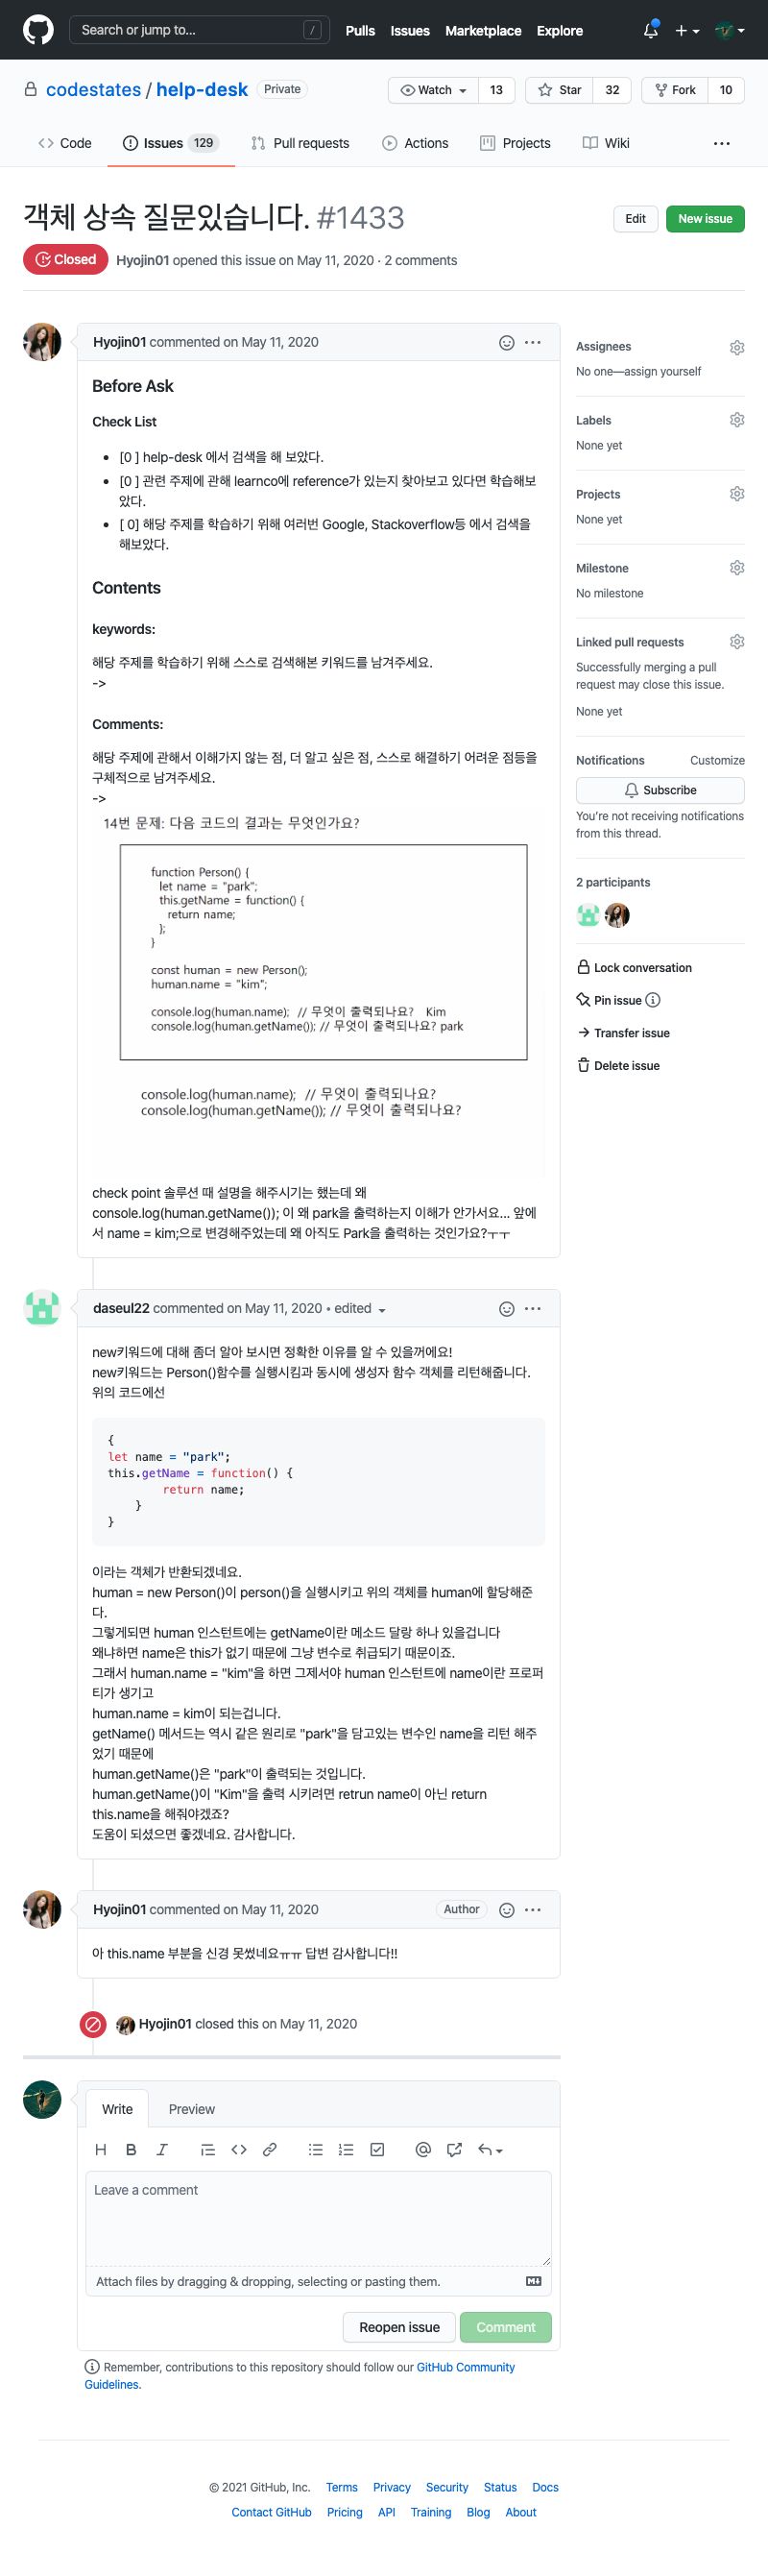 Search or jump to...
/
Pulls Issues Marketplace Explore
codestates / help-desk Private
Watch 13
Star 32
Fork 10
Code
Issues 129
Pull requests
Actions
Projects
Wiki
객체 상속 질문있습니다. #1433
Edit
New issue
Closed
Hyojin01 opened this issue on May 11, 2020 · 2 comments
Hyojin01 commented on May 11, 2020
Before Ask
Check List
[0 ] help-desk 에서 검색을 해 보았다.
[0 ] 관련 주제에 관해 learnco에 reference가 있는지 찾아보고 있다면 학습해보
았다.
[ 0] 해당 주제를 학습하기 위해 여러번 Google, Stackoverflow등 에서 검색을
해보았다.
Contents
keywords:
해당 주제를 학습하기 위해 스스로 검색해본 키워드를 남겨주세요.
->
Comments:
해당 주제에 관해서 이해가지 않는 점, 더 알고 싶은 점, 스스로 해결하기 어려운 점등을
구체적으로 남겨주세요.
->
14번 문제: 다음 코드의 결과는 무엇인가요?
function Person() {
let name = "park";
this.getName = function() {
return name;
};
}
const human = new Person();
human.name = "kim";
console.log(human.name); // 무엇이 출력되나요? Kim
console.log(human.getName()); // 무엇이 출력되나요? park
console.log(human.name); // 무엇이 출력되나요?
console.log(human.getName()); // 무엇이 출력되나요?
check point 솔루션 때 설명을 해주시기는 했는데 왜
console.log(human.getName()); 이 왜 park을 출력하는지 이해가 안가서요... 앞에
서 name = kim;으로 변경해주었는데 왜 아직도 Park을 출력하는 것인가요?ㅜㅜ
Assignees
No one—assign yourself
Labels
None yet
Projects
None yet
Milestone
No milestone
Linked pull requests
Successfully merging a pull
request may close this issue.
None yet
Notifications Customize
Subscribe
You're not receiving notifications
from this thread.
2 participants
Lock conversation
Pin issue
Transfer issue
Delete issue
daseul22 commented on May 11, 2020 • edited
new키워드에 대해 좀더 알아 보시면 정확한 이유를 알 수 있을꺼에요!
new키워드는 Person()함수를 실행시킴과 동시에 생성자 함수 객체를 리턴해줍니다.
위의 코드에선
{
let name = "park";
this.getName = function() {
return name;
}
}
이라는 객체가 반환되겠네요.
human = new Person()이 person()을 실행시키고 위의 객체를 human에 할당해준
다.
그렇게되면 human 인스턴트에는 getName이란 메소드 달랑 하나 있을겁니다
왜냐하면 name은 this가 없기 때문에 그냥 변수로 취급되기 때문이죠.
그래서 human.name = "kim"을 하면 그제서야 human 인스턴트에 name이란 프로퍼
티가 생기고
human.name = kim이 되는겁니다.
getName() 메서드는 역시 같은 원리로 "park"을 담고있는 변수인 name을 리턴 해주
었기 때문에
human.getName()은 "park"이 출력되는 것입니다.
human.getName()이 "Kim"을 출력 시키려면 retrun name이 아닌 return
this.name을 해줘야겠죠?
도움이 되셨으면 좋겠네요. 감사합니다.
Hyojin01 commented on May 11, 2020
Author
아 this.name 부분을 신경 못썼네요ㅠㅠ 답변 감사합니다!!
Hyojin01 closed this on May 11, 2020
Write
Preview
H B I
Leave a comment
Attach files by dragging & dropping, selecting or pasting them.
Reopen issue
Comment
Remember, contributions to this repository should follow our GitHub Community
Guidelines.
© 2021 GitHub, Inc. Terms Privacy Security Status Docs
Contact GitHub Pricing API Training Blog About